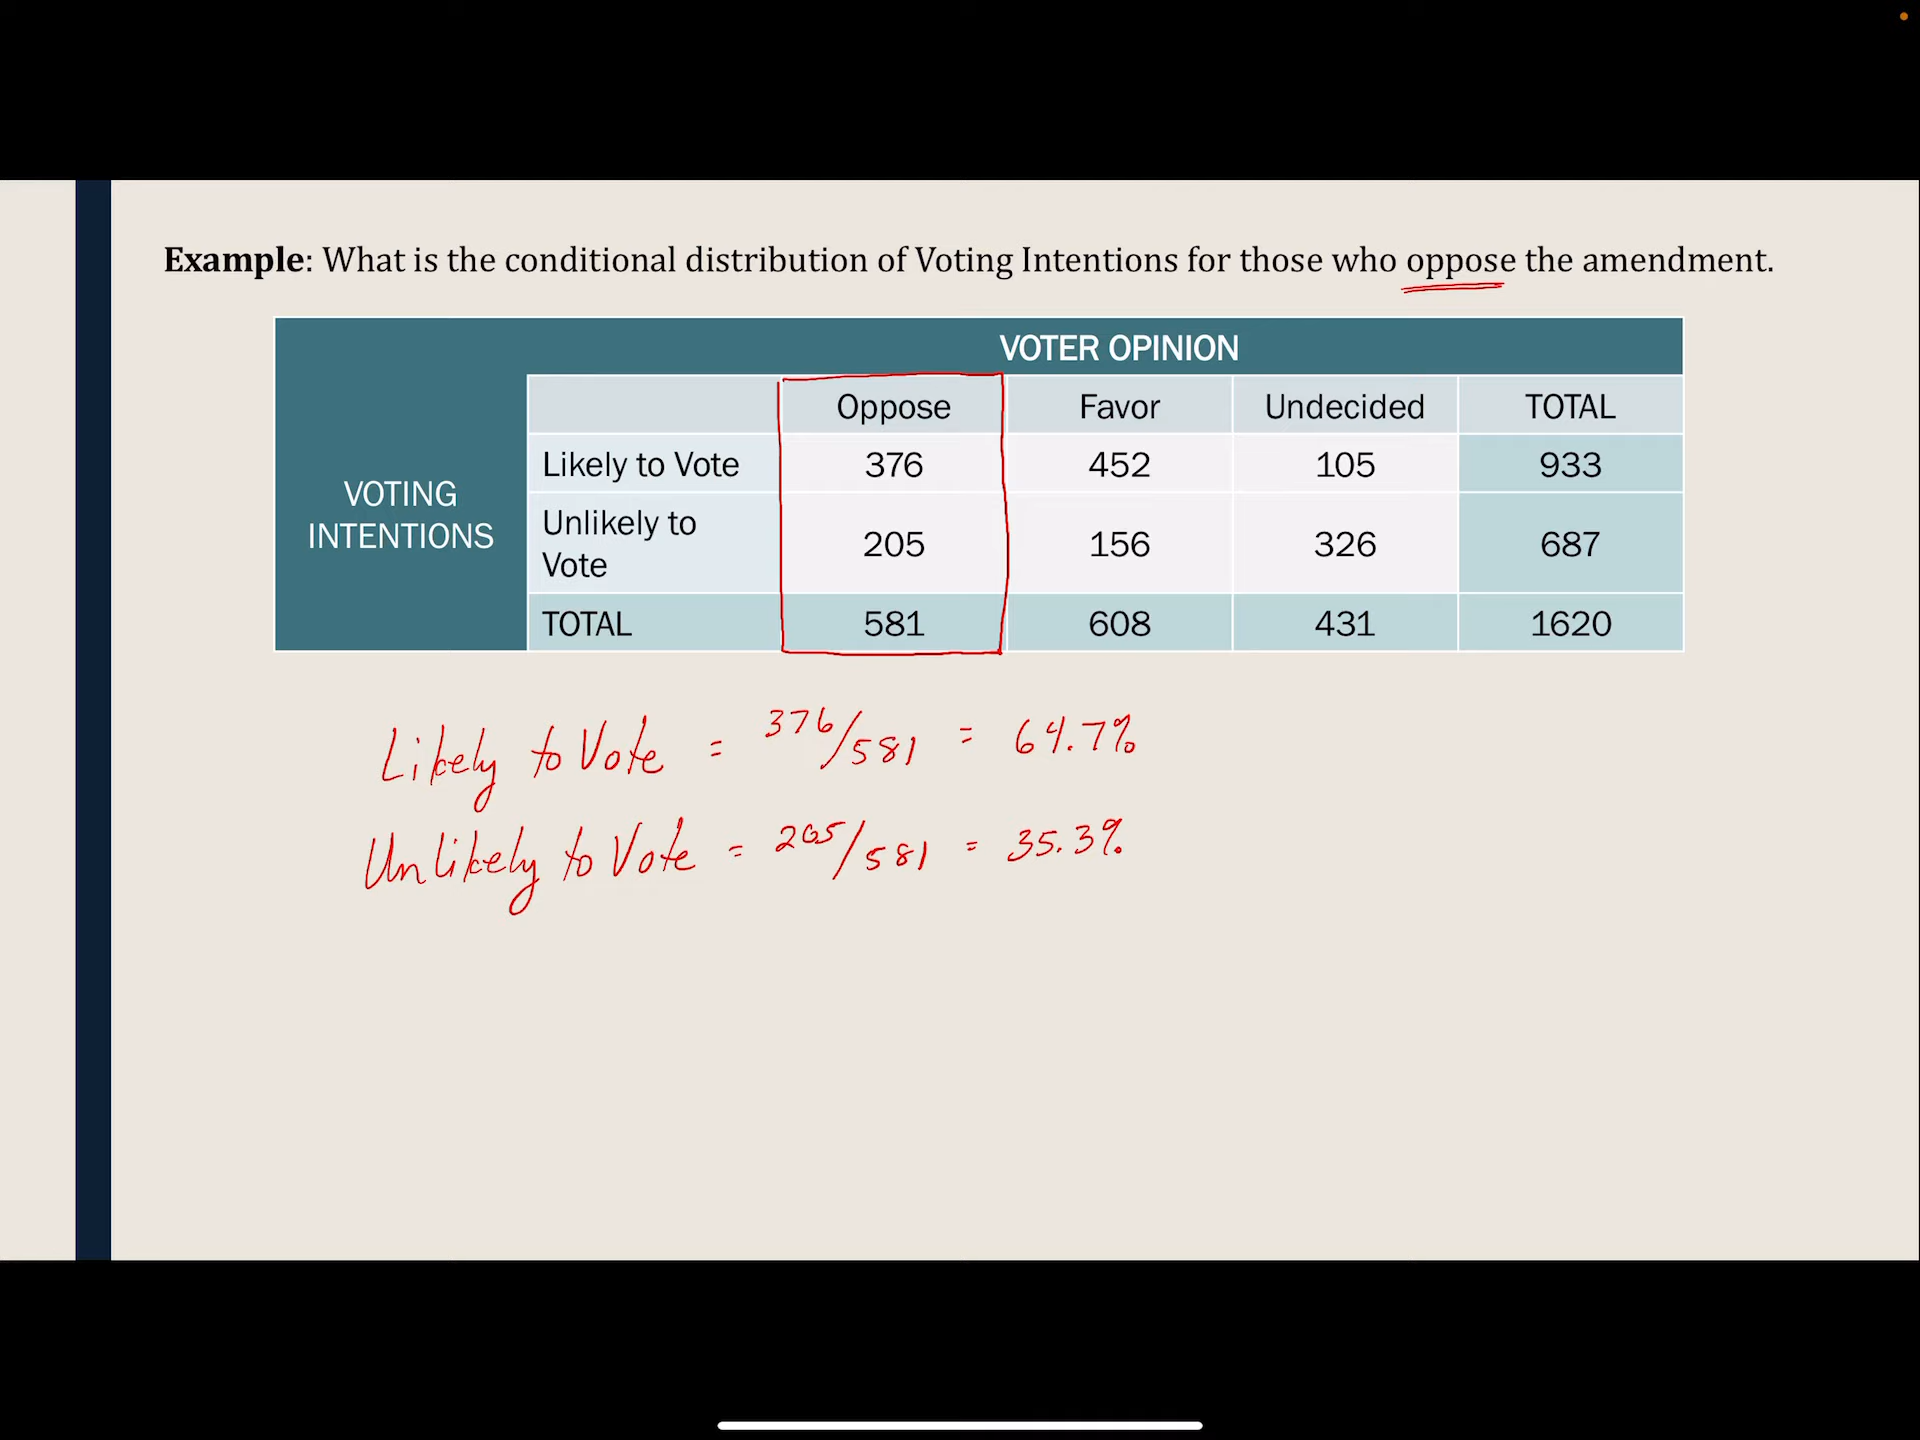 Example: What is the conditional distribution of Voting Intentions for those who oppose the amendment.
VOTER OPINION
Oppose Favor Undecided TOTAL
VOTING INTENTIONS
Likely to Vote 376 452 105 933
Unlikely to Vote 205 156 326 687
TOTAL 581 608 431 1620
Likely to Vote = 376/581 = 64.7%
Unlikely to Vote = 205/581 = 35.3%